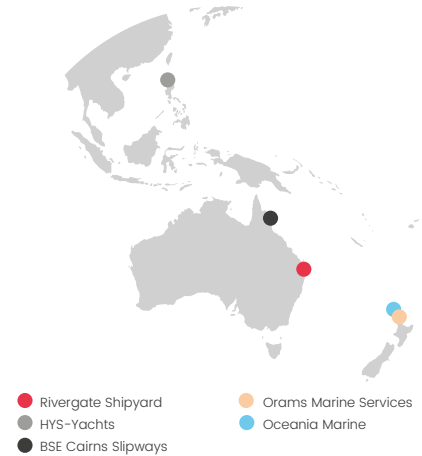 Rivergate Shipyard
HYS-Yachts
BSE Cairns Slipways
Orams Marine Services
Oceania Marine